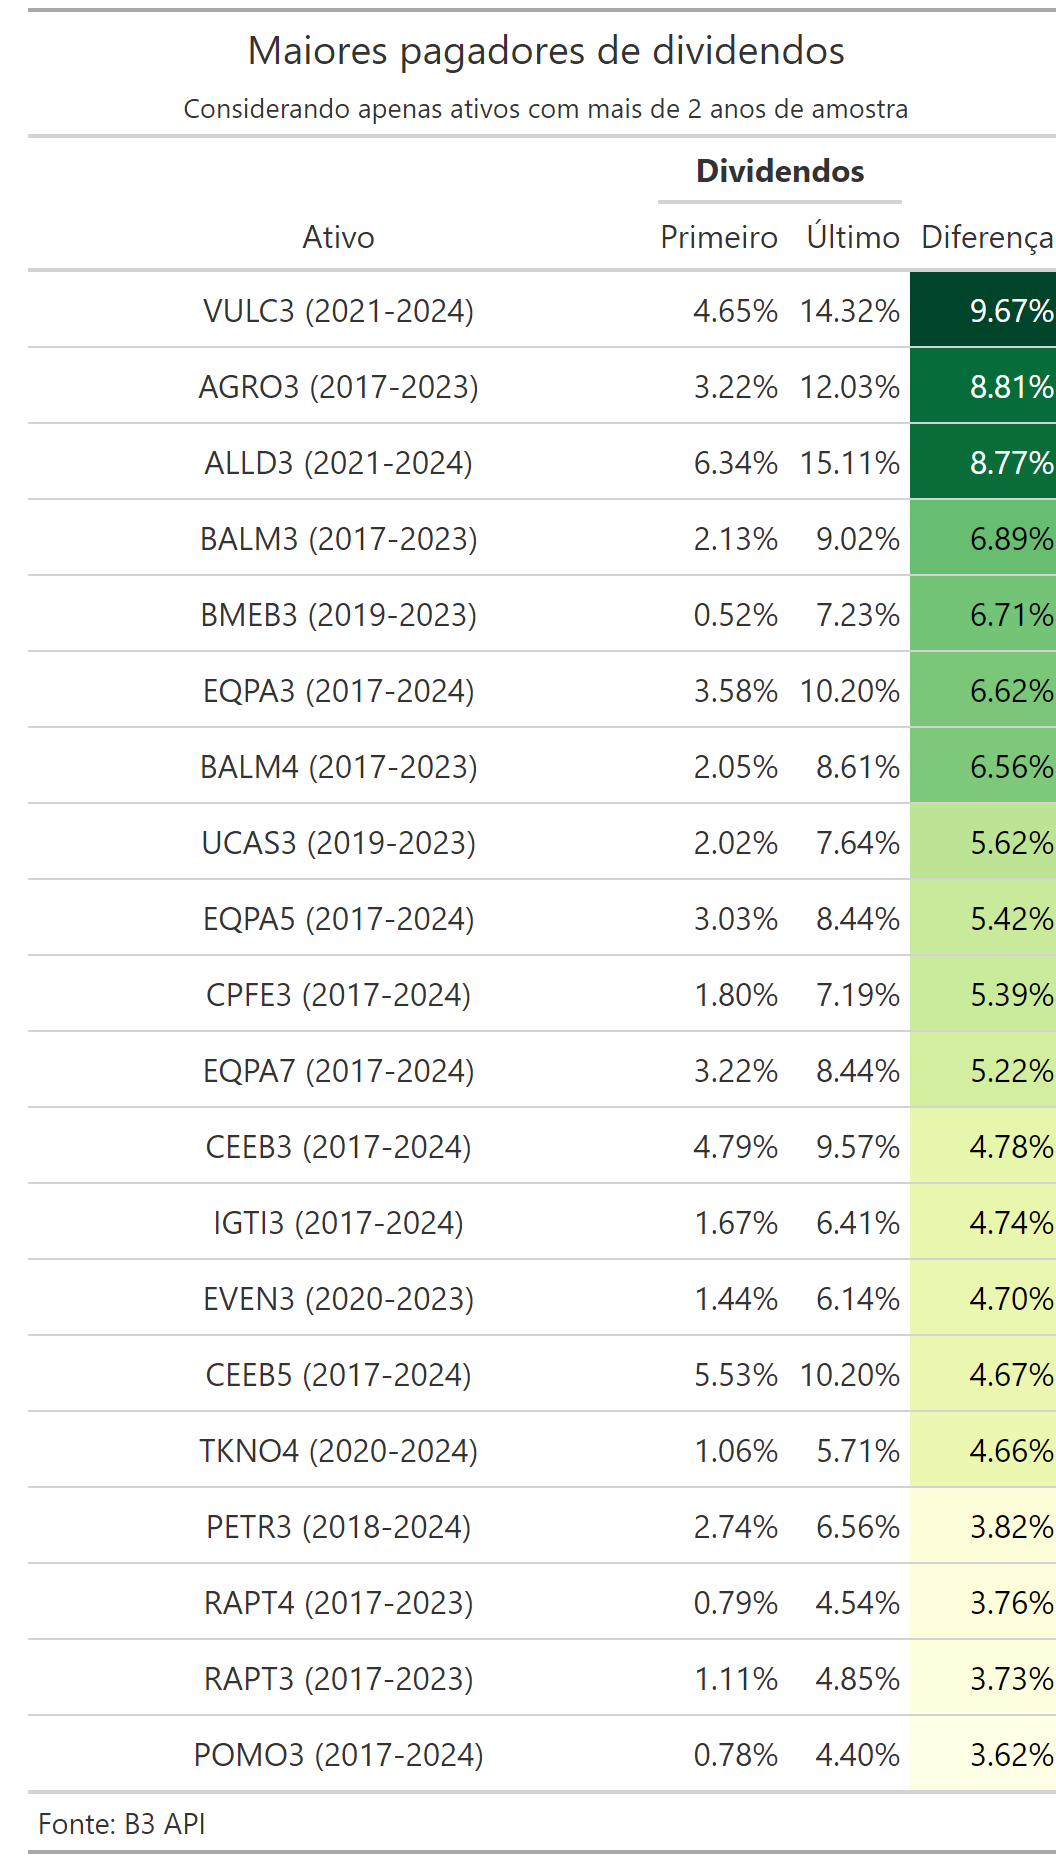 Maiores pagadores de dividendos
Considerando apenas ativos com mais de 2 anos de amostra
Dividendos
Ativo Primeiro Último Diferença
VULC3 (2021-2024) 4.65% 14.32% 9.67%
AGRO3 (2017-2023) 3.22% 12.03% 8.81%
ALLD3 (2021-2024) 6.34% 15.11% 8.77%
BALM3 (2017-2023) 2.13% 9.02% 6.89%
BMEB3 (2019-2023) 0.52% 7.23% 6.71%
EQPA3 (2017-2024) 3.58% 10.20% 6.62%
BALM4 (2017-2023) 2.05% 8.61% 6.56%
UCAS3 (2019-2023) 2.02% 7.64% 5.62%
EQPA5 (2017-2024) 3.03% 8.44% 5.42%
CPFE3 (2017-2024) 1.80% 7.19% 5.39%
EQPA7 (2017-2024) 3.22% 8.44% 5.22%
CEEB3 (2017-2024) 4.79% 9.57% 4.78%
IGTI3 (2017-2024) 1.67% 6.41% 4.74%
EVEN3 (2020-2023) 1.44% 6.14% 4.70%
CEEB5 (2017-2024) 5.53% 10.20% 4.67%
TKNO4 (2020-2024) 1.06% 5.71% 4.66%
PETR3 (2018-2024) 2.74% 6.56% 3.82%
RAPT4 (2017-2023) 0.79% 4.54% 3.76%
RAPT3 (2017-2023) 1.11% 4.85% 3.73%
POMO3 (2017-2024) 0.78% 4.40% 3.62%
Fonte: B3 API